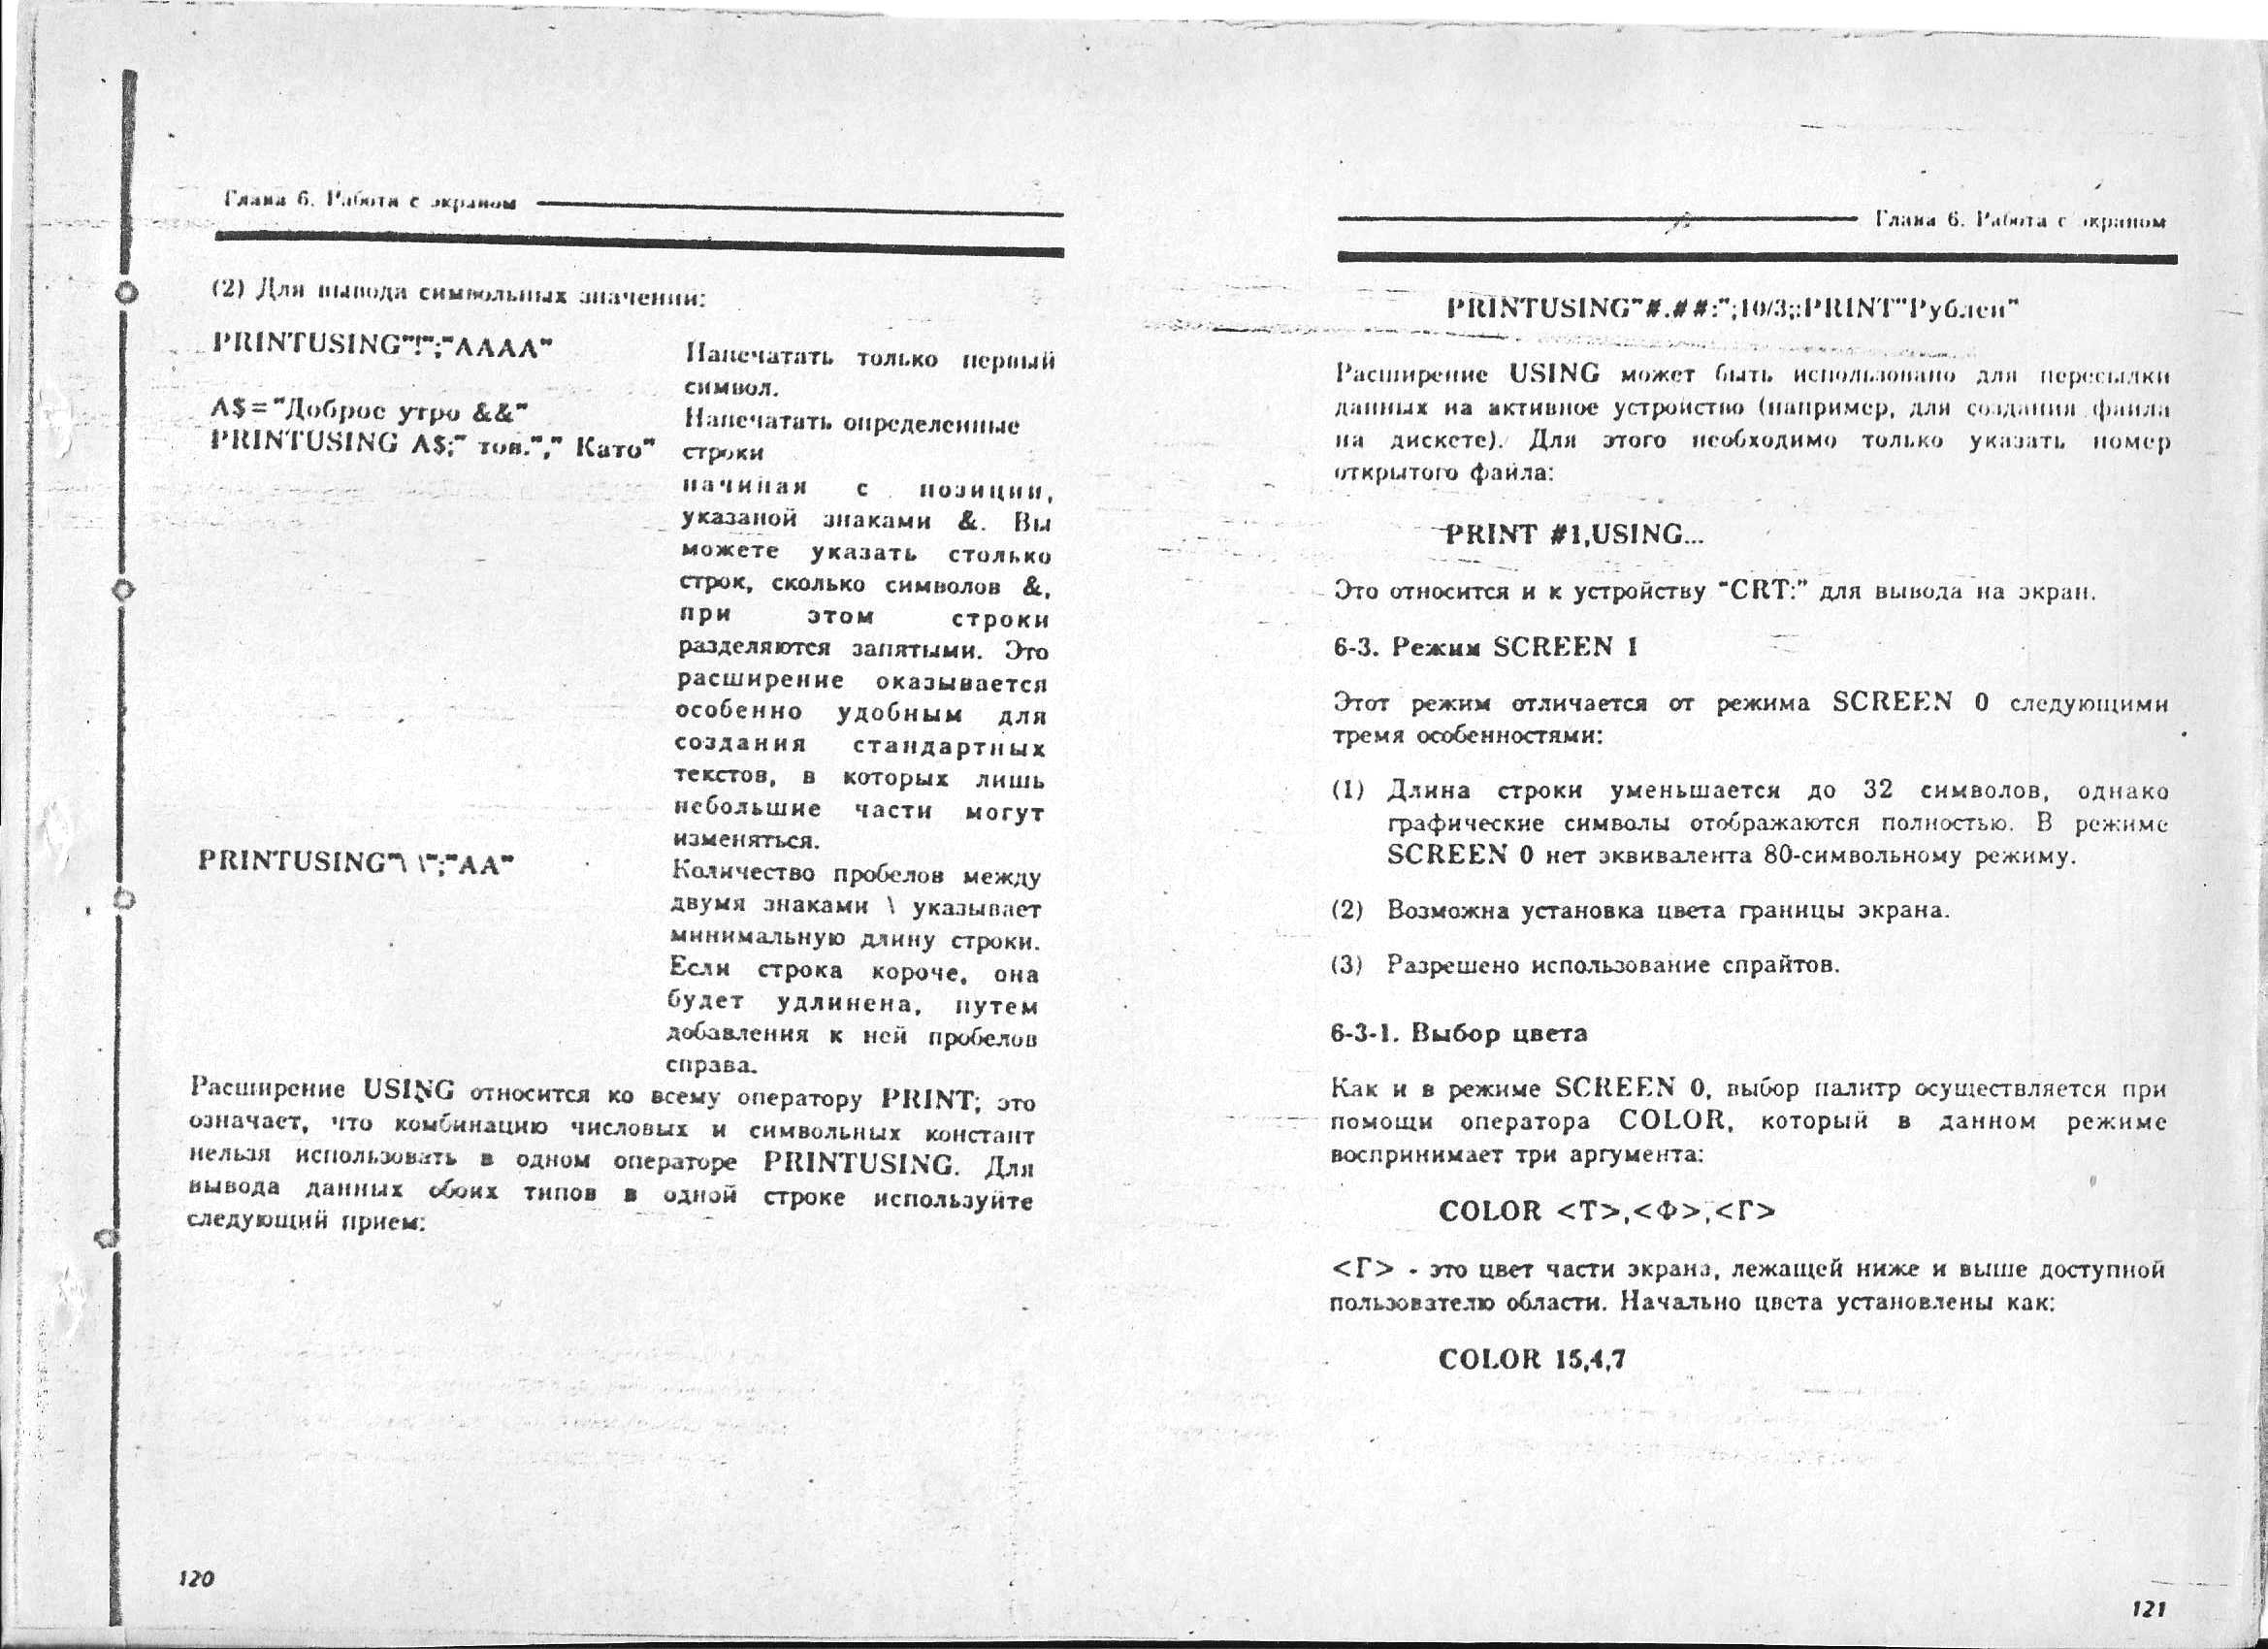 Глава 6. Работа с экраном
(2) Для вывода символьных значений:
PRINTUSING"!";"AAAA"
Напечатать только первый
символ.
A$="Доброе утро &&"
PRINTUSING A$;" тов."," Като"
Напечатать определенные
строки
начиная с позиции,
указаной знаками &. Вы
можете указать столько
строк, сколько символов &,
при этом строки
разделяются запятыми. Это
расширение оказывается
особенно удобным для
создания стандартных
текстов, в которых лишь
небольшие части могут
изменяться.
PRINTUSING"\ \";"AA"
Количество пробелов между
двумя знаками \ указывает
минимальную длину строки.
Если строка короче, она
будет удлинена, путем
добавления к ней пробелов
справа.
Расширение USING относится ко всему оператору PRINT; это
означает, что комбинацию числовых и символьных констант
нельзя использовать в одном операторе PRINTUSING. Для
вывода данных обоих типов в одной строке используйте
следующий прием:
120
Глава 6. Работа с экраном
PRINTUSING"#.##:";10/3;:PRINT"Рублей"
Расширение USING может быть использовано для пересылки
данных на активное устройство (например, для создания файла
на дискете). Для этого необходимо только указать номер
открытого файла:
PRINT #1,USING...
Это относится и к устройству "CRT:" для вывода на экран.
6-3. Режим SCREEN 1
Этот режим отличается от режима SCREEN 0 следующими
тремя особенностями:
(1) Длина строки уменьшается до 32 символов, однако
графические символы отображаются полностью. В режиме
SCREEN 0 нет эквивалента 80-символьному режиму.
(2) Возможна установка цвета границы экрана.
(3) Разрешено использование спрайтов.
6-3-1. Выбор цвета
Как и в режиме SCREEN 0, выбор палитр осуществляется при
помощи оператора COLOR, который в данном режиме
воспринимает три аргумента:
COLOR <Т>,<Ф>,<Г>
<Г> - это цвет части экрана, лежащей ниже и выше доступной
пользователю области. Начально цвета установлены как:
COLOR 15,4,7
121